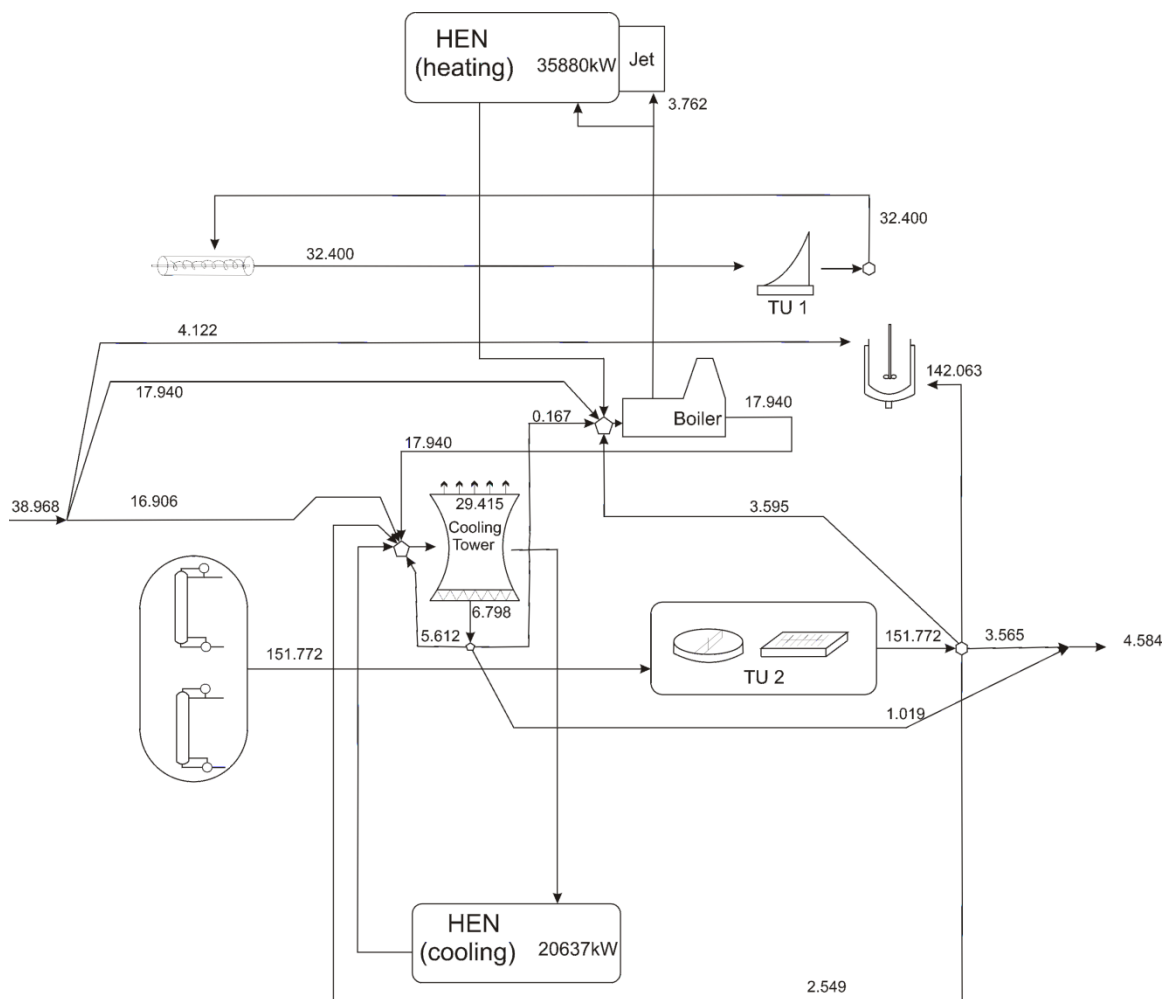 HEN
(heating)
35880kW
Jet
3.762
32.400
32.400
TU 1
4.122
142.063
17.940
0.167
Boiler
17.940
17.940
38.968
16.906
29.415
Cooling
Tower
3.595
6.798
5.612
151.772
151.772
3.565
4.584
TU 2
1.019
HEN
(cooling)
20637kW
2.549